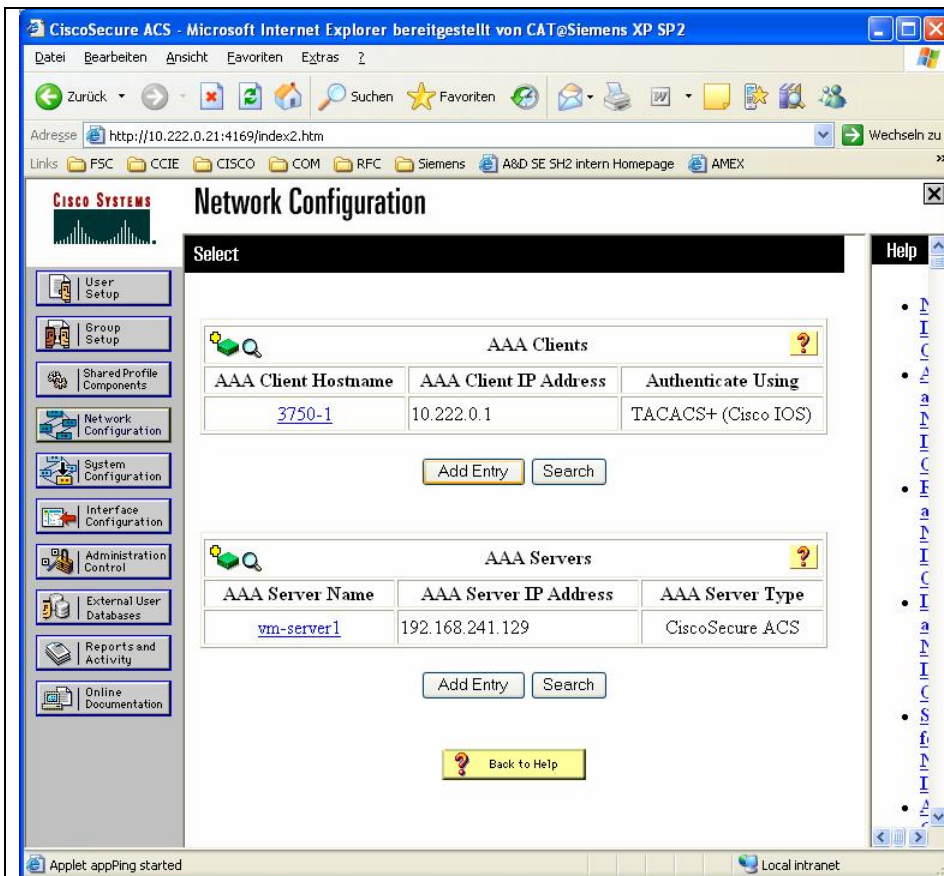 CiscoSecure ACS - Microsoft Internet Explorer bereitgestellt von CAT@Siemens XP SP2
Datei Bearbeiten Ansicht Favoriten Extras ?
Zurück Suchen Favoriten
Adresse http://10.222.0.21:4169/index2.htm Wechseln zu
Links FSC CCIE CISCO COM RFC Siemens A&D SE SH2 intern Homepage AMEX »
CISCO SYSTEMS
Network Configuration
Select
Help
User Setup
Group Setup
Shared Profile Components
Network Configuration
System Configuration
Interface Configuration
Administration Control
External User Databases
Reports and Activity
Online Documentation
AAA Clients ?
AAA Client Hostname AAA Client IP Address Authenticate Using
3750-1 10.222.0.1 TACACS+ (Cisco IOS)
Add Entry Search
AAA Servers ?
AAA Server Name AAA Server IP Address AAA Server Type
vm-server1 192.168.241.129 CiscoSecure ACS
Add Entry Search
? Back to Help
Applet appPing started Local intranet